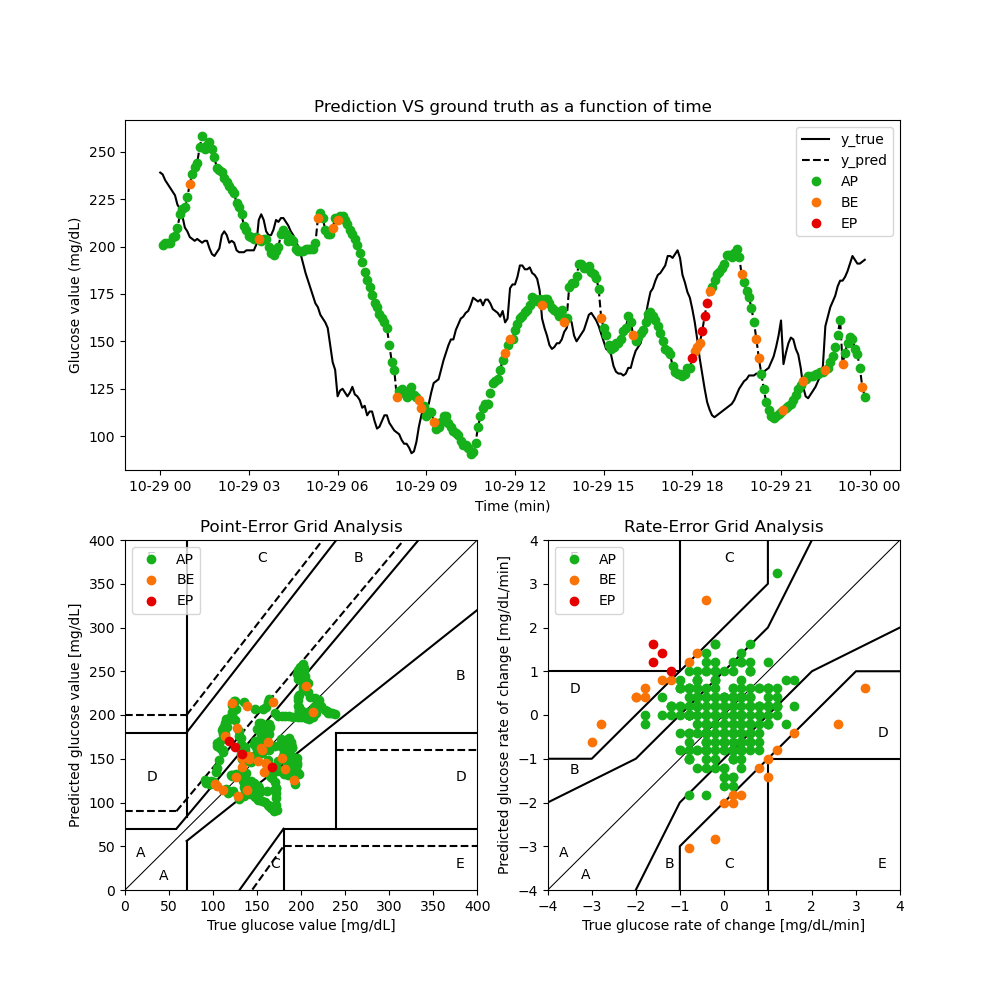 Prediction VS ground truth as a function of time
Glucose value (mg/dL)
250
225
200
175
150
125
100
y_true
y_pred
AP
BE
EP
10-29 00 10-29 03 10-29 06 10-29 09 10-29 12 10-29 15 10-29 18 10-29 21 10-30 00
Time (min)
Point-Error Grid Analysis
Predicted glucose value [mg/dL]
400
350
300
250
200
150
100
50
0
AP
BE
EP
C
B
B
D
D
A
A
C
E
0 50 100 150 200 250 300 350 400
True glucose value [mg/dL]
Rate-Error Grid Analysis
Predicted glucose rate of change [mg/dL/min]
4
3
2
1
0
−1
−2
−3
−4
AP
BE
EP
C
D
D
B
A
A
B
C
E
−4 −3 −2 −1 0 1 2 3 4
True glucose rate of change [mg/dL/min]